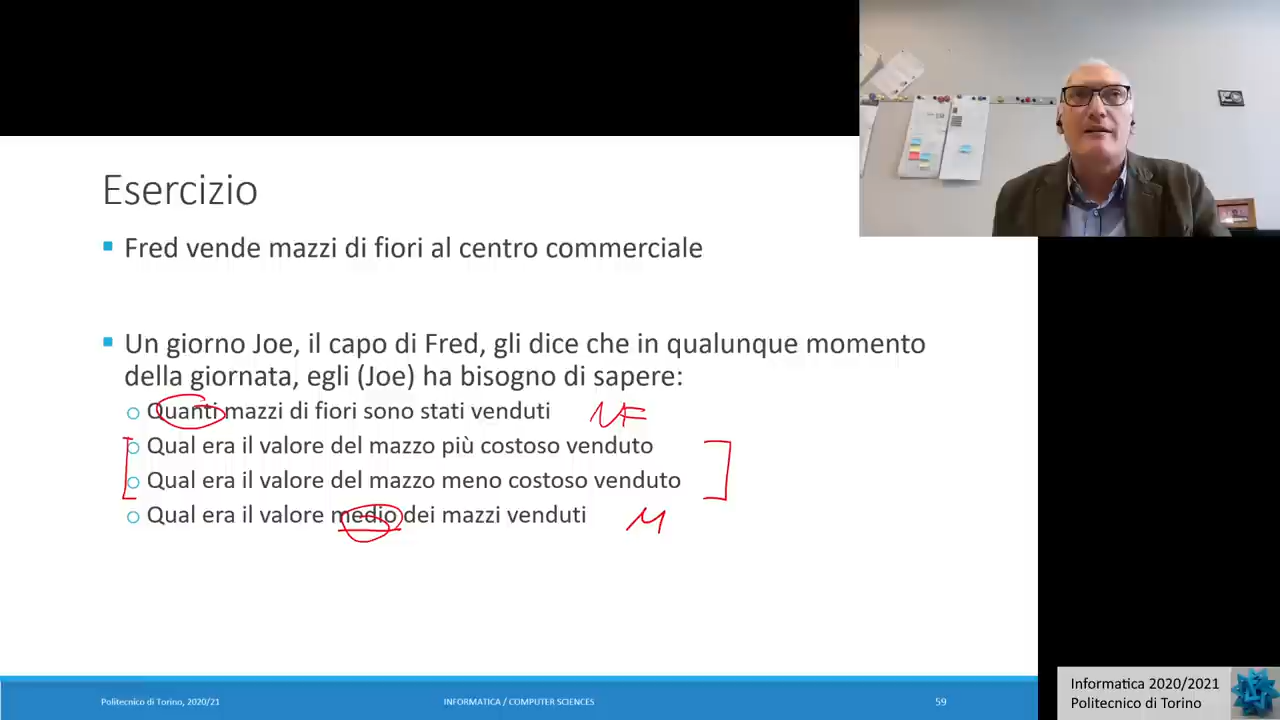 Esercizio
Fred vende mazzi di fiori al centro commerciale
Un giorno Joe, il capo di Fred, gli dice che in qualunque momento
della giornata, egli (Joe) ha bisogno di sapere:
Quanti mazzi di fiori sono stati venduti NF
Qual era il valore del mazzo più costoso venduto
Qual era il valore del mazzo meno costoso venduto
Qual era il valore medio dei mazzi venduti M
Politecnico di Torino, 2020/21
INFORMATICA / COMPUTER SCIENCES
59
Informatica 2020/2021
Politecnico di Torino